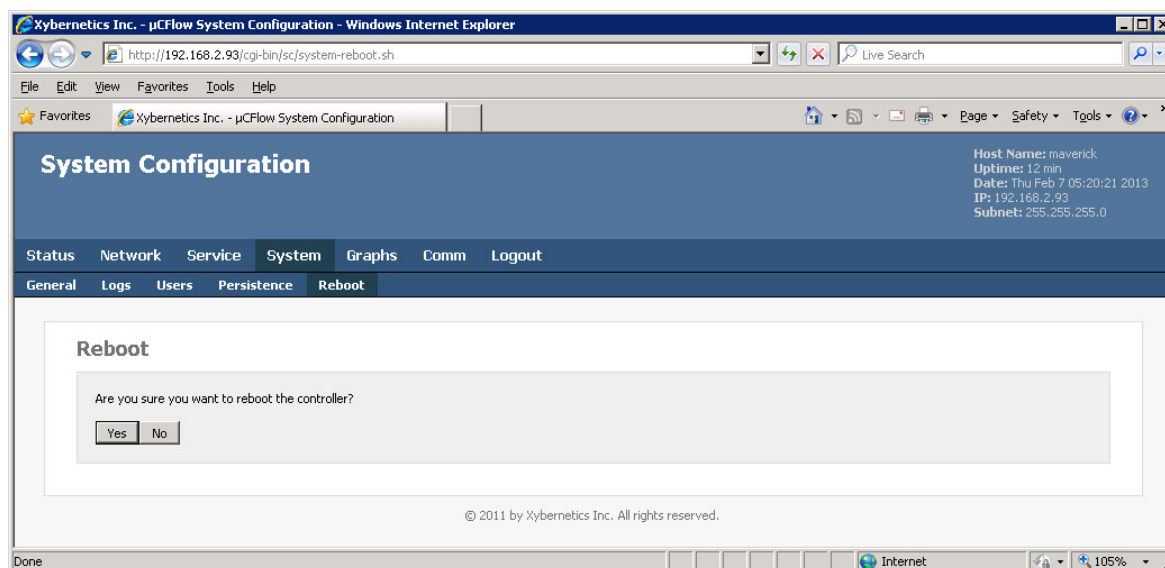 Xybernetics Inc. - µCFlow System Configuration - Windows Internet Explorer
http://192.168.2.93/cgi-bin/sc/system-reboot.sh
Live Search
File Edit View Favorites Tools Help
Favorites Xybernetics Inc. - µCFlow System Configuration Page Safety Tools
System Configuration
Host Name: maverick
Uptime: 12 min
Date: Thu Feb 7 05:20:21 2013
IP: 192.168.2.93
Subnet: 255.255.255.0
Status Network Service System Graphs Comm Logout
General Logs Users Persistence Reboot
Reboot
Are you sure you want to reboot the controller?
Yes No
© 2011 by Xybernetics Inc. All rights reserved.
Done Internet 105%